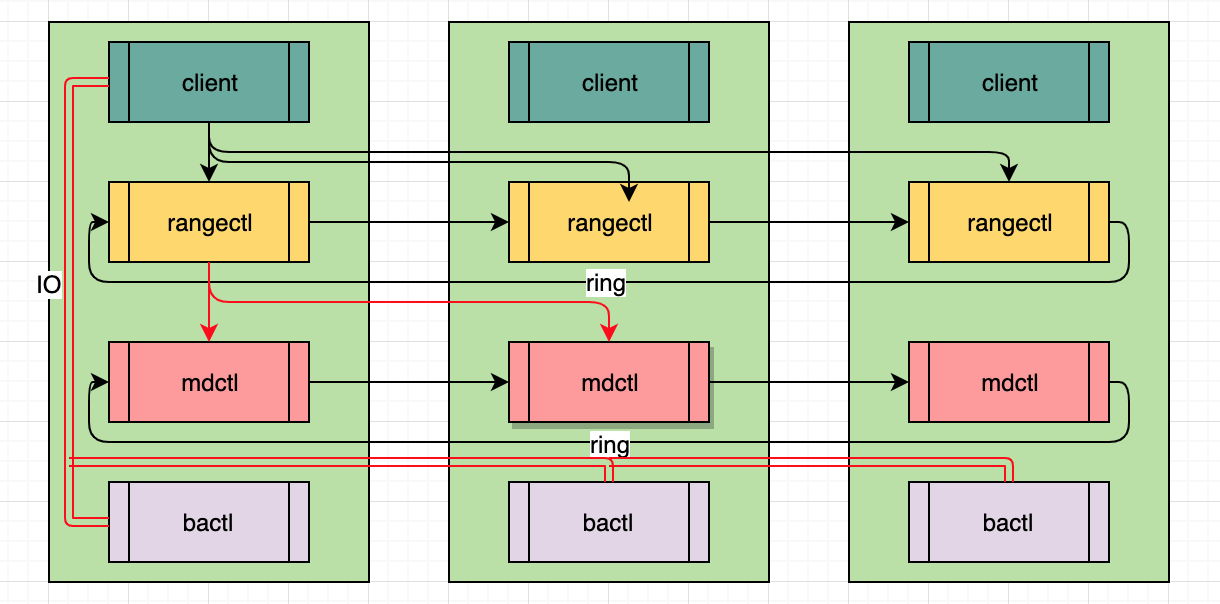 client
client
client
rangectl
rangectl
rangectl
IO
ring
mdctl
mdctl
mdctl
ring
bactl
bactl
bactl